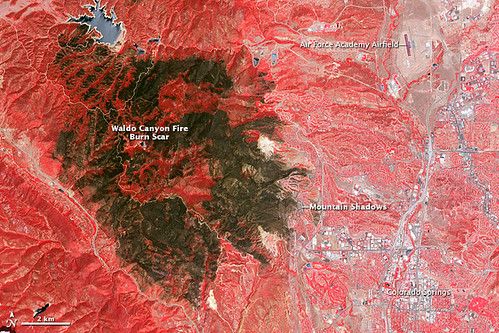 Air Force Academy Airfield
Waldo Canyon Fire
Burn Scar
Mountain Shadows
Colorado Springs
N
2 km